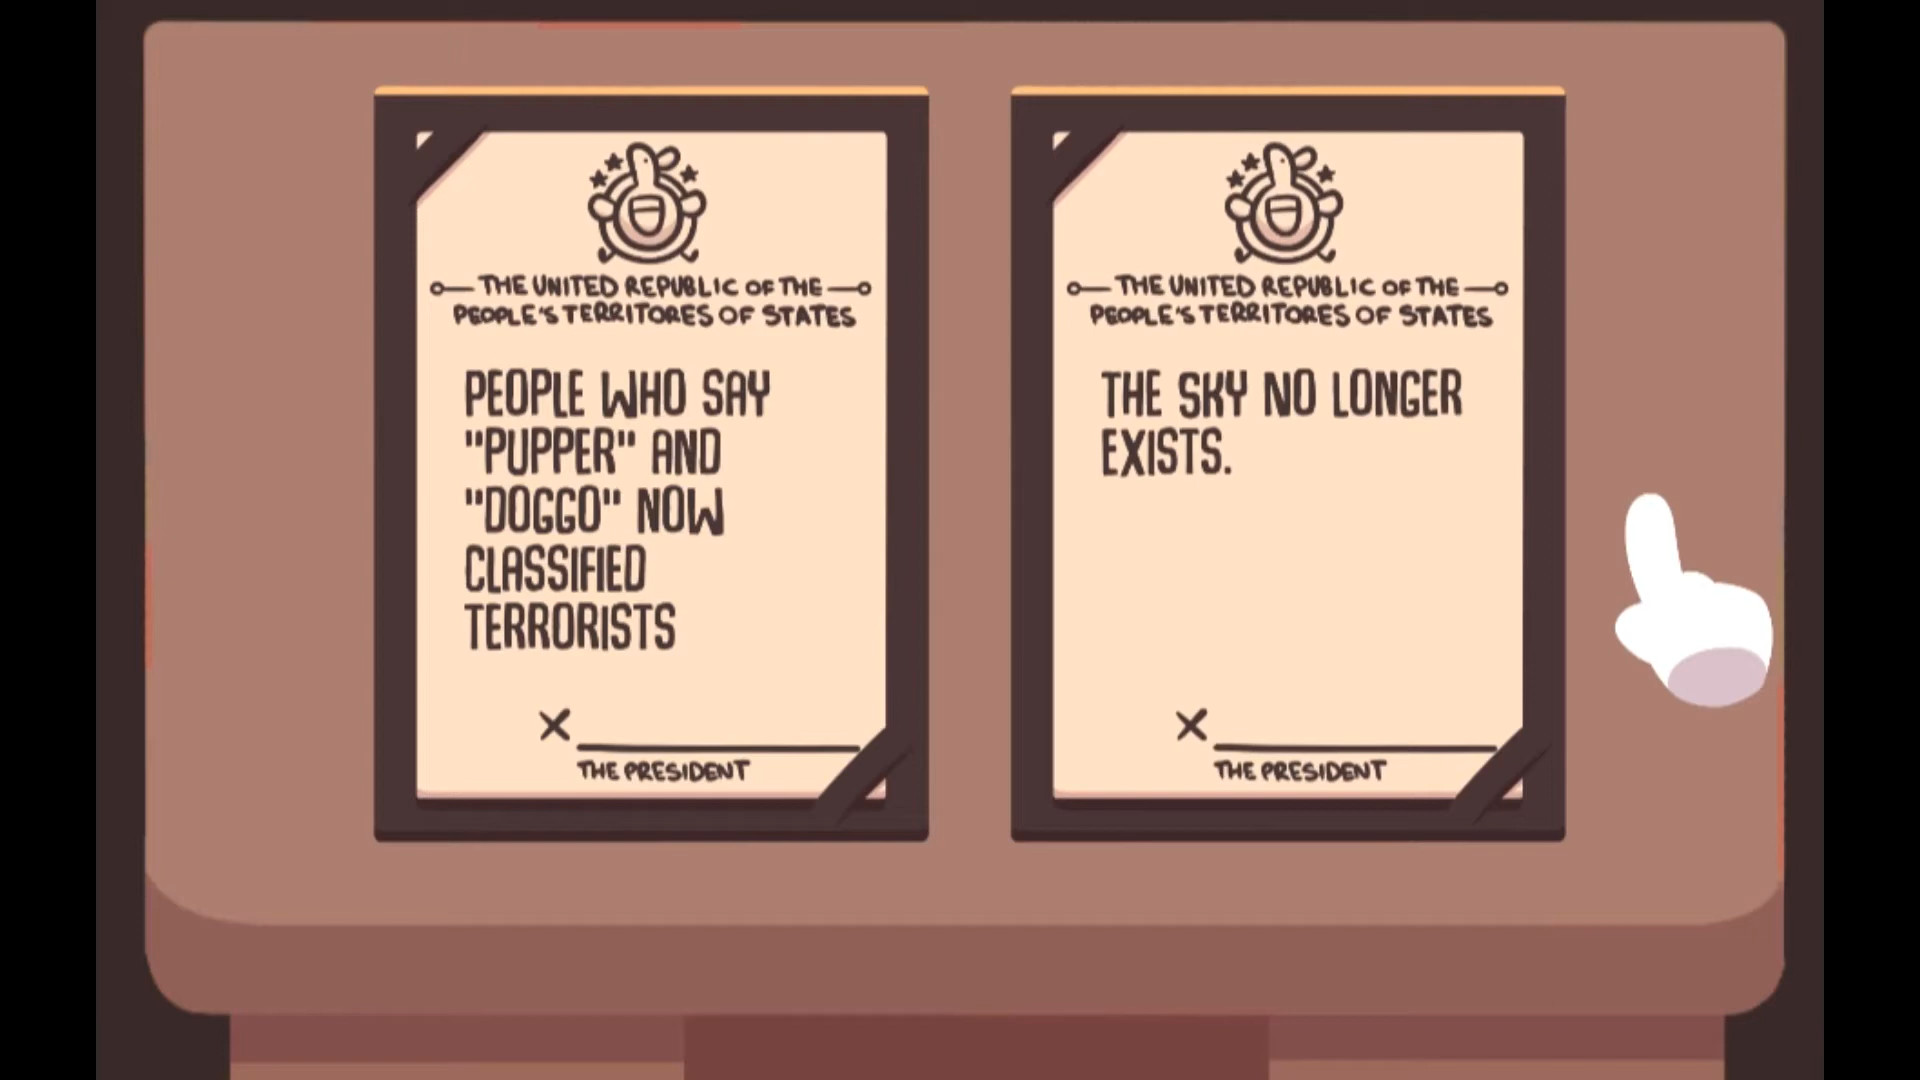 THE UNITED REPUBLIC OF THE
PEOPLE'S TERRITORES OF STATES
PEOPLE WHO SAY
"PUPPER" AND
"DOGGO" NOW
CLASSIFIED
TERRORISTS
X
THE PRESIDENT
THE UNITED REPUBLIC OF THE
PEOPLE'S TERRITORES OF STATES
THE SKY NO LONGER
EXISTS.
X
THE PRESIDENT